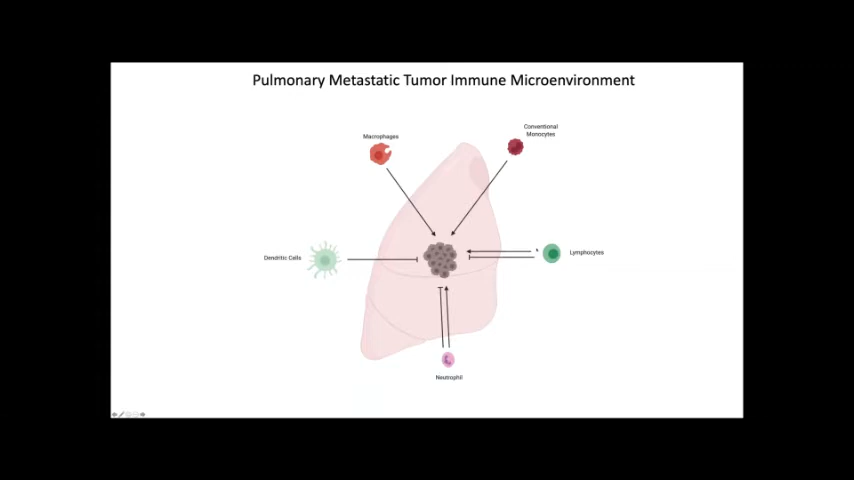 Pulmonary Metastatic Tumor Immune Microenvironment
Conventional
Monocytes
Macrophages
Dendritic Cells
Lymphocytes
Neutrophil